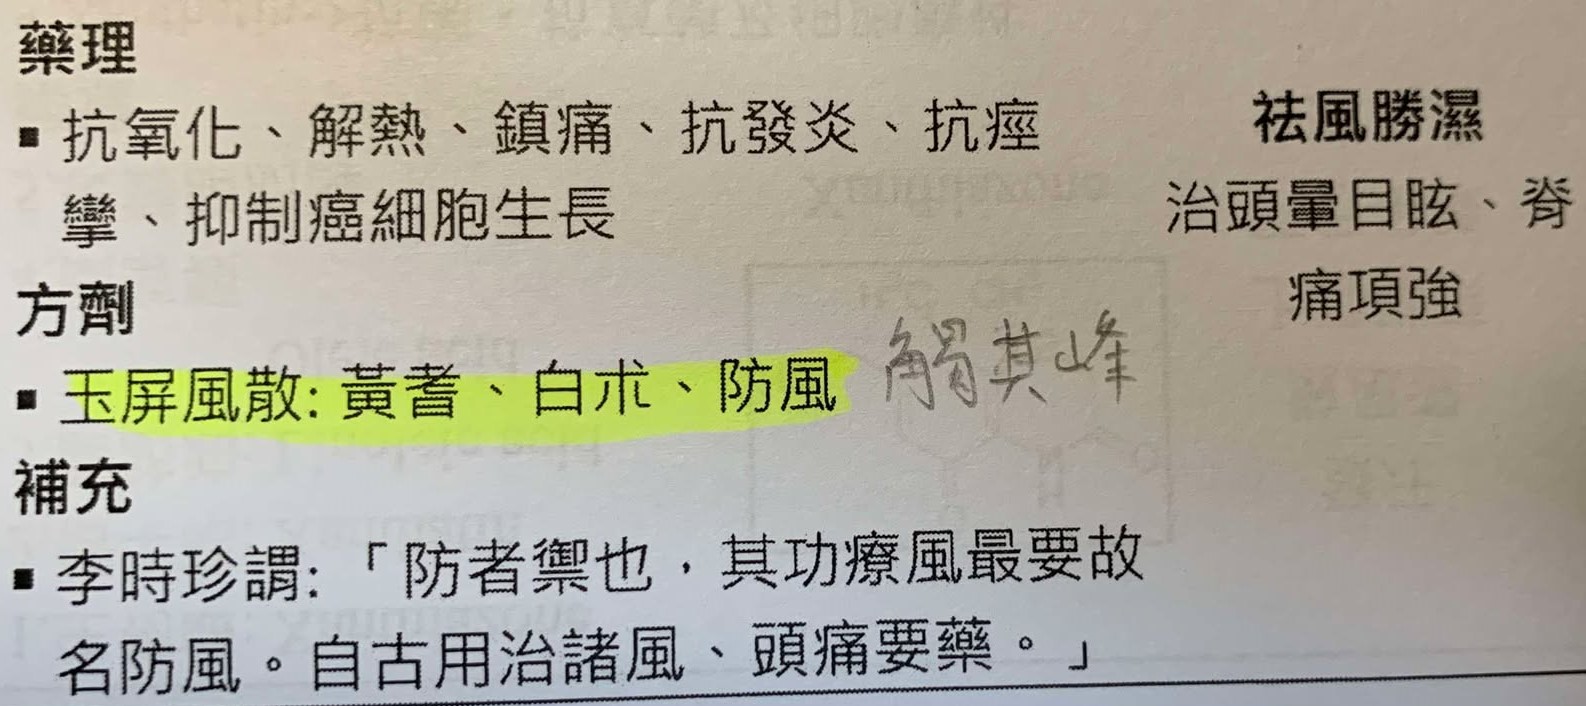 藥理
▪ 抗氧化、解熱、鎮痛、抗發炎、抗痙
攣、抑制癌細胞生長
方劑
▪ 玉屏風散: 黃耆、白朮、防風
其峰
補充
▪ 李時珍謂:「防者禦也，其功療風最要故
名防風。自古用治諸風、頭痛要藥。」
祛風勝濕
治頭暈目眩、脊
痛項強